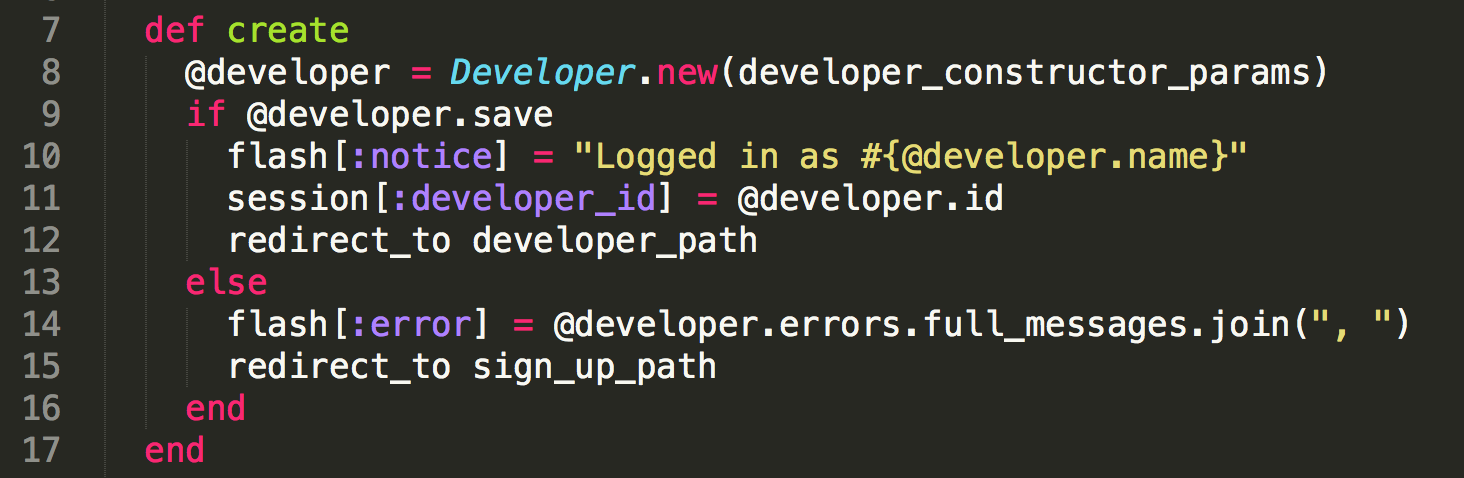 7 def create
8 @developer = Developer.new(developer_constructor_params)
9 if @developer.save
10 flash[:notice] = "Logged in as #{@developer.name}"
11 session[:developer_id] = @developer.id
12 redirect_to developer_path
13 else
14 flash[:error] = @developer.errors.full_messages.join(", ")
15 redirect_to sign_up_path
16 end
17 end